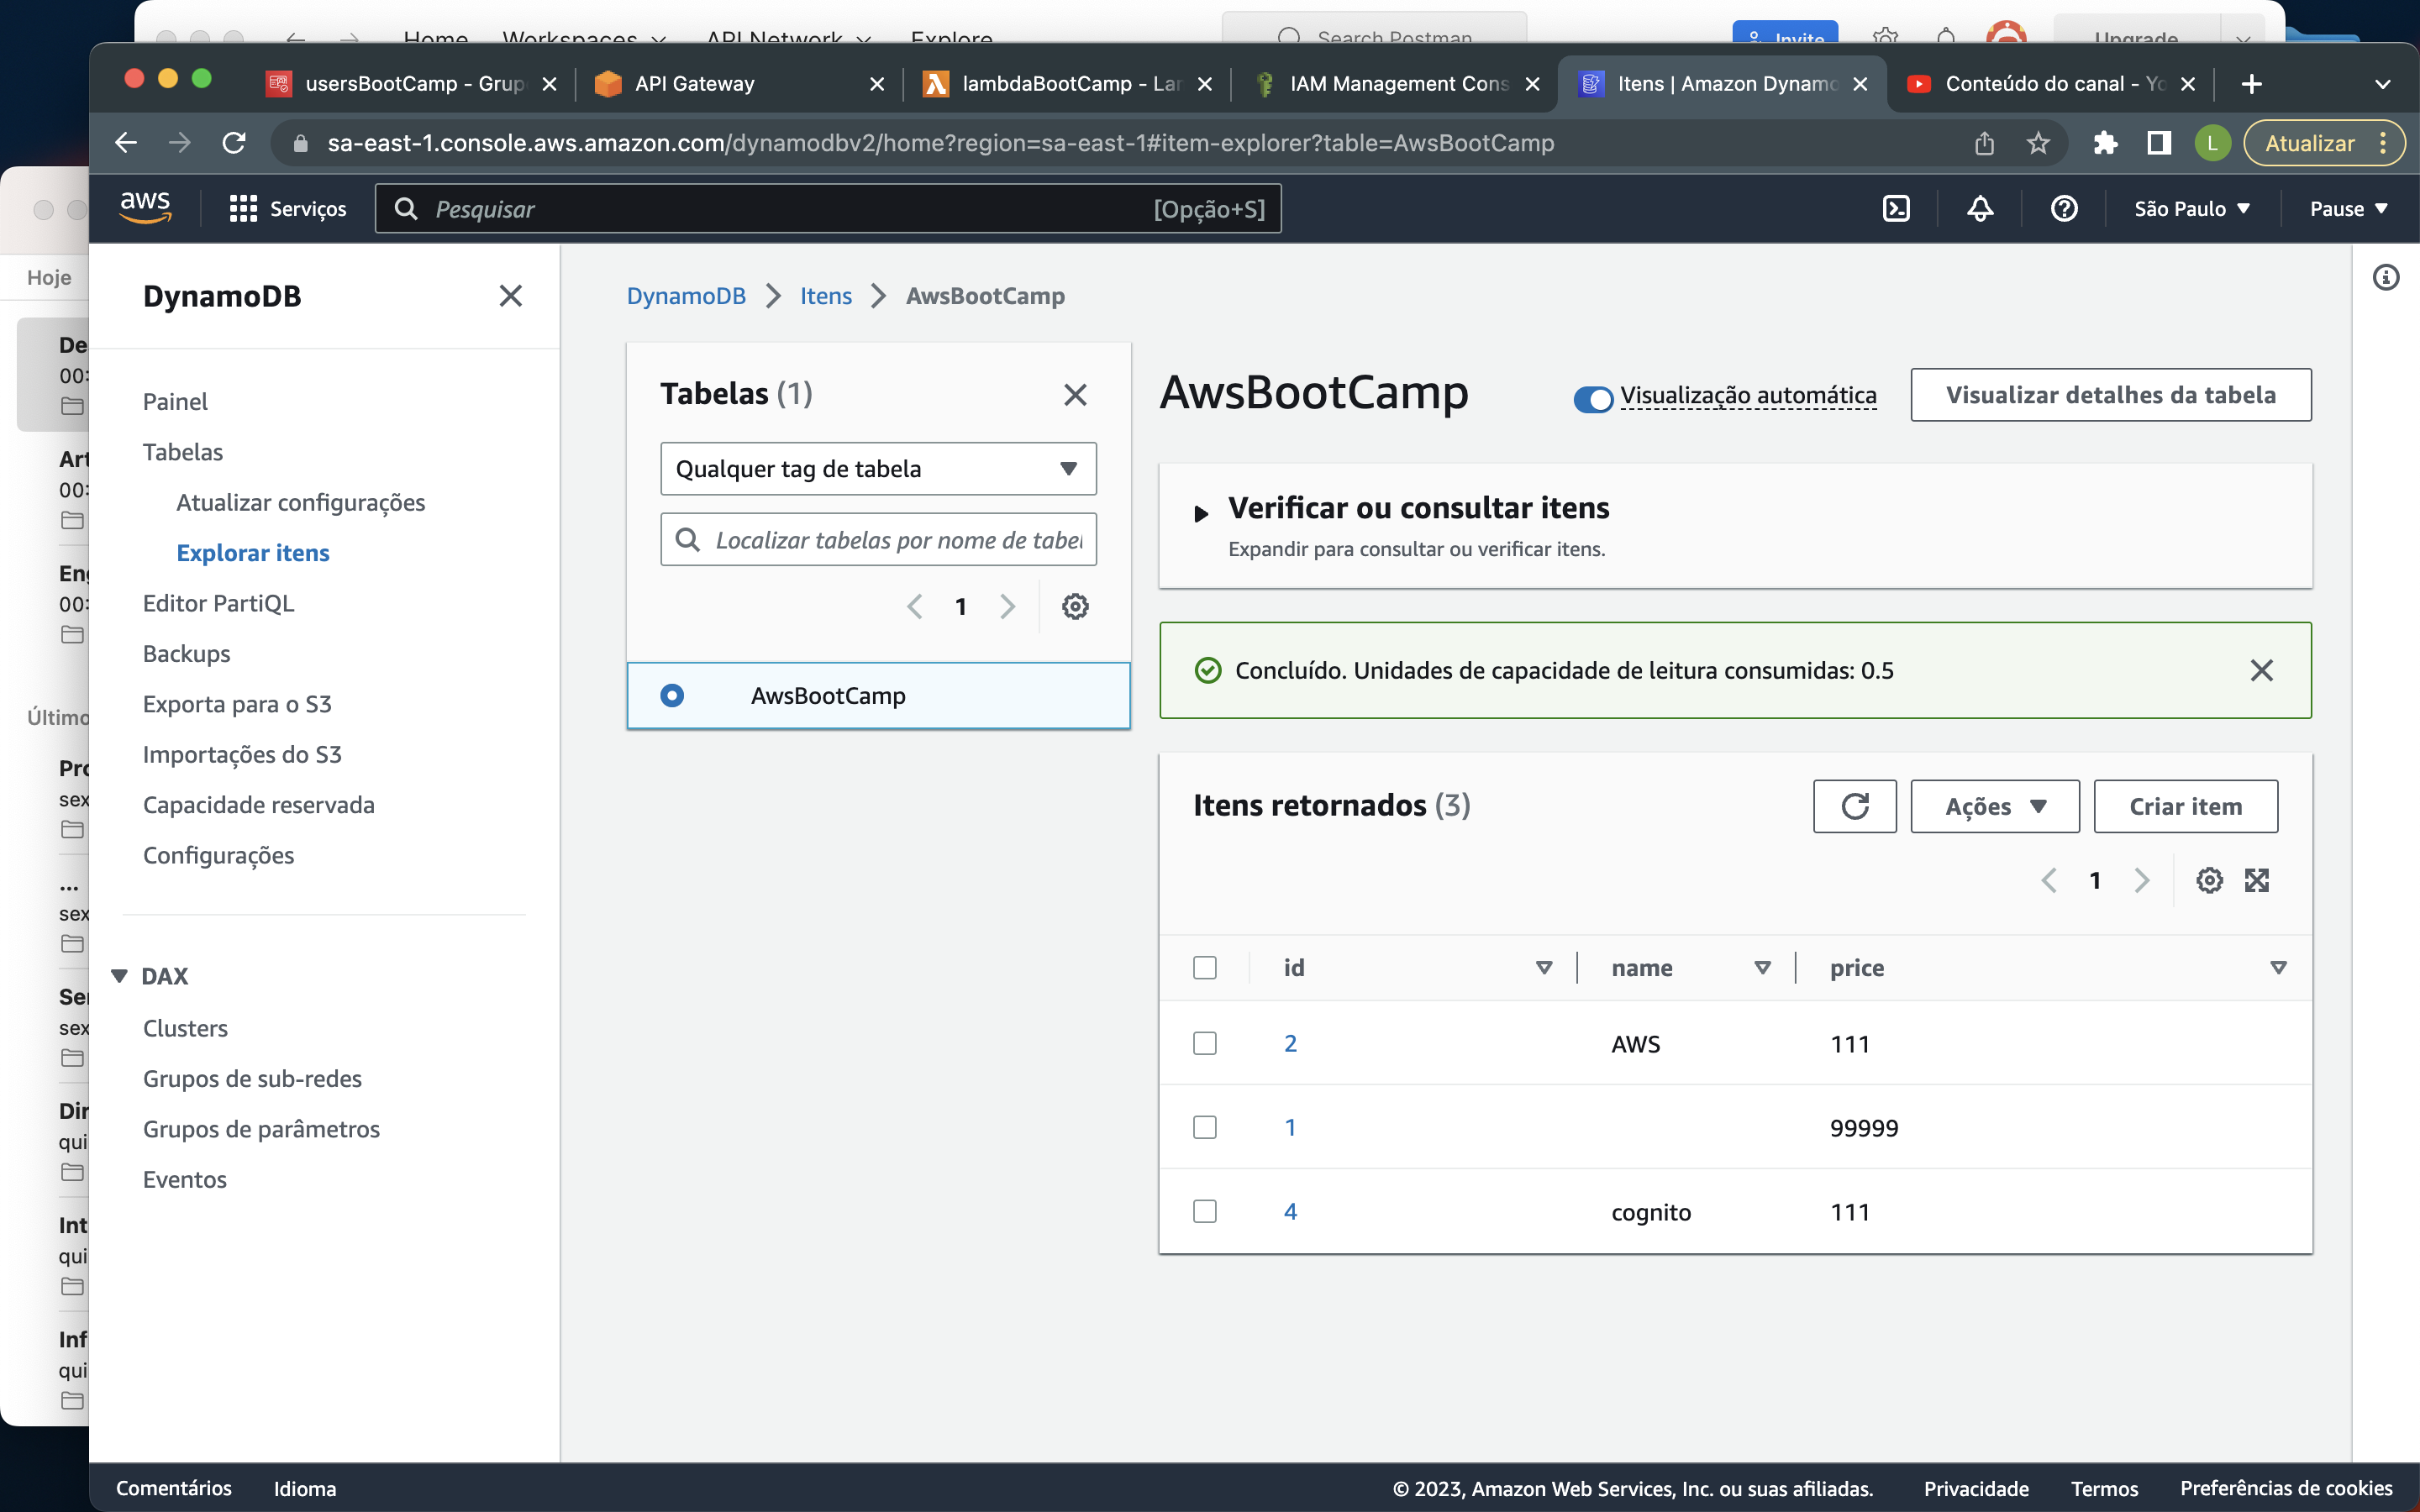 Home Workspaces API Network Explore Search Postman Invite Upgrade
usersBootCamp - Grup API Gateway lambdaBootCamp - Lar IAM Management Cons Itens | Amazon Dynamo Conteúdo do canal - Yo
sa-east-1.console.aws.amazon.com/dynamodbv2/home?region=sa-east-1#item-explorer?table=AwsBootCamp L Atualizar
aws Serviços Pesquisar [Opção+S] São Paulo Pause
Hoje
De
00:
Art
00:
Eng
00:
Último
Pro
sex
...
sex
Ser
sex
Dir
qui
Int
qui
Inf
qui
DynamoDB
Painel
Tabelas
Atualizar configurações
Explorar itens
Editor PartiQL
Backups
Exporta para o S3
Importações do S3
Capacidade reservada
Configurações
DAX
Clusters
Grupos de sub-redes
Grupos de parâmetros
Eventos
DynamoDB Itens AwsBootCamp
Tabelas (1)
Qualquer tag de tabela
Localizar tabelas por nome de tabel
1
AwsBootCamp
AwsBootCamp Visualização automática Visualizar detalhes da tabela
Verificar ou consultar itens
Expandir para consultar ou verificar itens.
Concluído. Unidades de capacidade de leitura consumidas: 0.5
Itens retornados (3) Ações Criar item
1
id name price
2 AWS 111
1 99999
4 cognito 111
Comentários Idioma © 2023, Amazon Web Services, Inc. ou suas afiliadas. Privacidade Termos Preferências de cookies